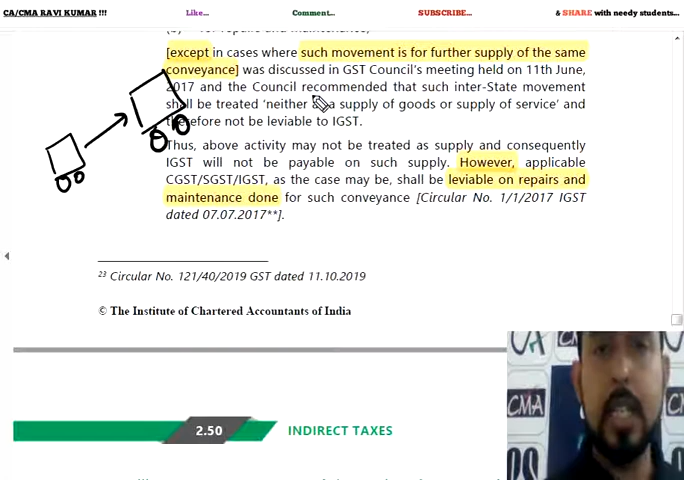 CA/CMA RAVI KUMAR !!!
Like...
Comment...
SUBSCRIBE...
& SHARE with needy students...
(b) for repairs and maintenance,
[except in cases where such movement is for further supply of the same
conveyance] was discussed in GST Council's meeting held on 11th June,
2017 and the Council recommended that such inter-State movement
shall be treated 'neither a supply of goods or supply of service' and
therefore not be leviable to IGST.
Thus, above activity may not be treated as supply and consequently
IGST will not be payable on such supply. However, applicable
CGST/SGST/IGST, as the case may be, shall be leviable on repairs and
maintenance done for such conveyance [Circular No. 1/1/2017 IGST
dated 07.07.2017**].
23 Circular No. 121/40/2019 GST dated 11.10.2019
© The Institute of Chartered Accountants of India
CA
CMA
CMA
2.50 INDIRECT TAXES